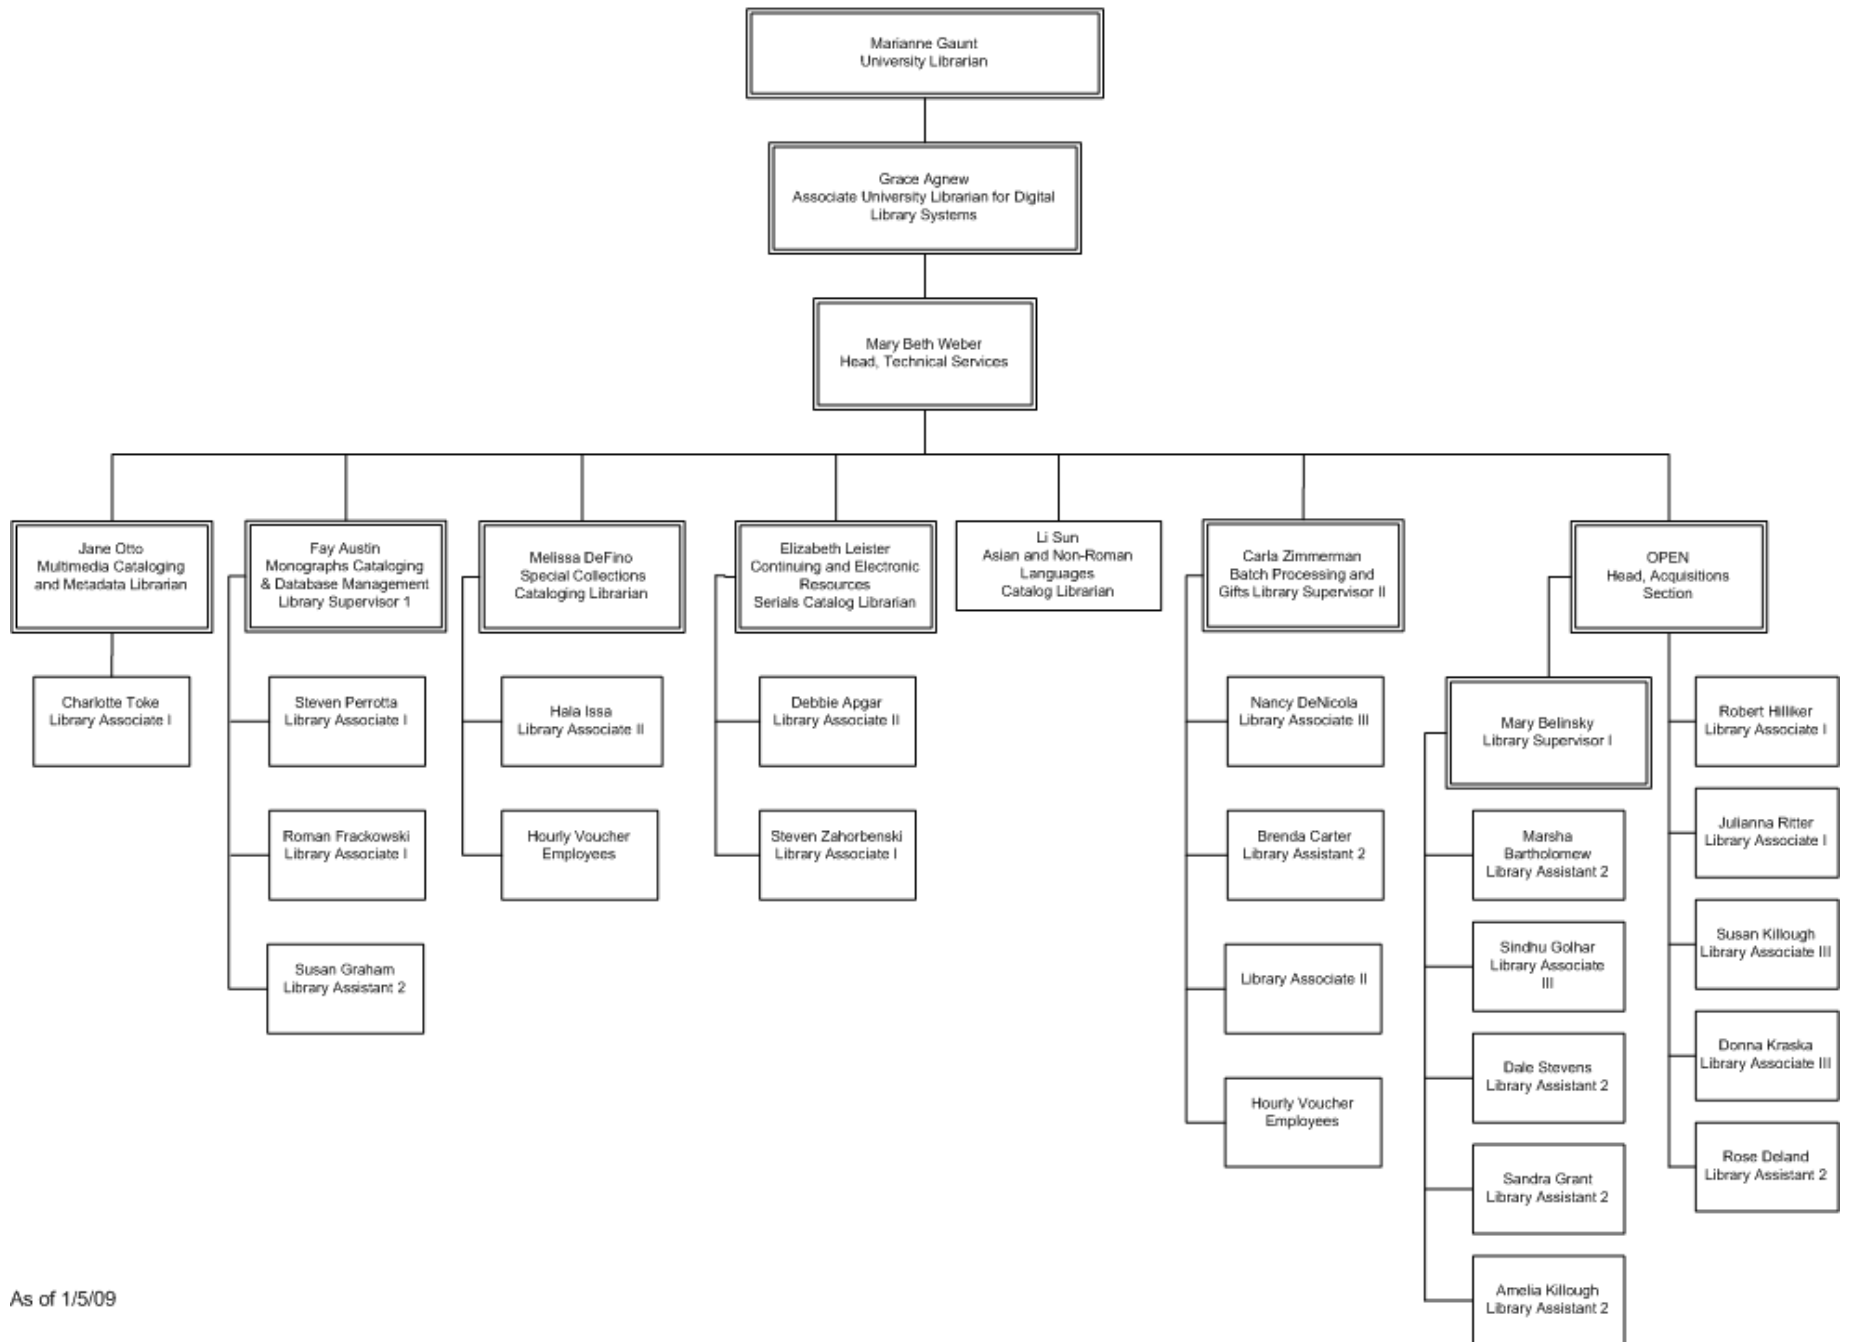 Marianne Gaunt
University Librarian
Grace Agnew
Associate University Librarian for Digital
Library Systems
Mary Beth Weber
Head, Technical Services
Jane Otto
Multimedia Cataloging
and Metadata Librarian
Fay Austin
Monographs Cataloging
& Database Management
Library Supervisor 1
Melissa DeFino
Special Collections
Cataloging Librarian
Elizabeth Leister
Continuing and Electronic
Resources
Serials Catalog Librarian
Li Sun
Asian and Non-Roman
Languages
Catalog Librarian
Carla Zimmerman
Batch Processing and
Gifts Library Supervisor II
OPEN
Head, Acquisitions
Section
Charlotte Toke
Library Associate I
Steven Perrotta
Library Associate I
Roman Frackowski
Library Associate I
Susan Graham
Library Assistant 2
Hala Issa
Library Associate II
Hourly Voucher
Employees
Debbie Apgar
Library Associate II
Steven Zahorbenski
Library Associate I
Nancy DeNicola
Library Associate III
Brenda Carter
Library Assistant 2
Library Associate II
Hourly Voucher
Employees
Mary Belinsky
Library Supervisor I
Marsha
Bartholomew
Library Assistant 2
Sindhu Golhar
Library Associate
III
Dale Stevens
Library Assistant 2
Sandra Grant
Library Assistant 2
Amelia Killough
Library Assistant 2
Robert Hilliker
Library Associate I
Julianna Ritter
Library Associate I
Susan Killough
Library Associate III
Donna Kraska
Library Associate III
Rose Deland
Library Assistant 2
As of 1/5/09